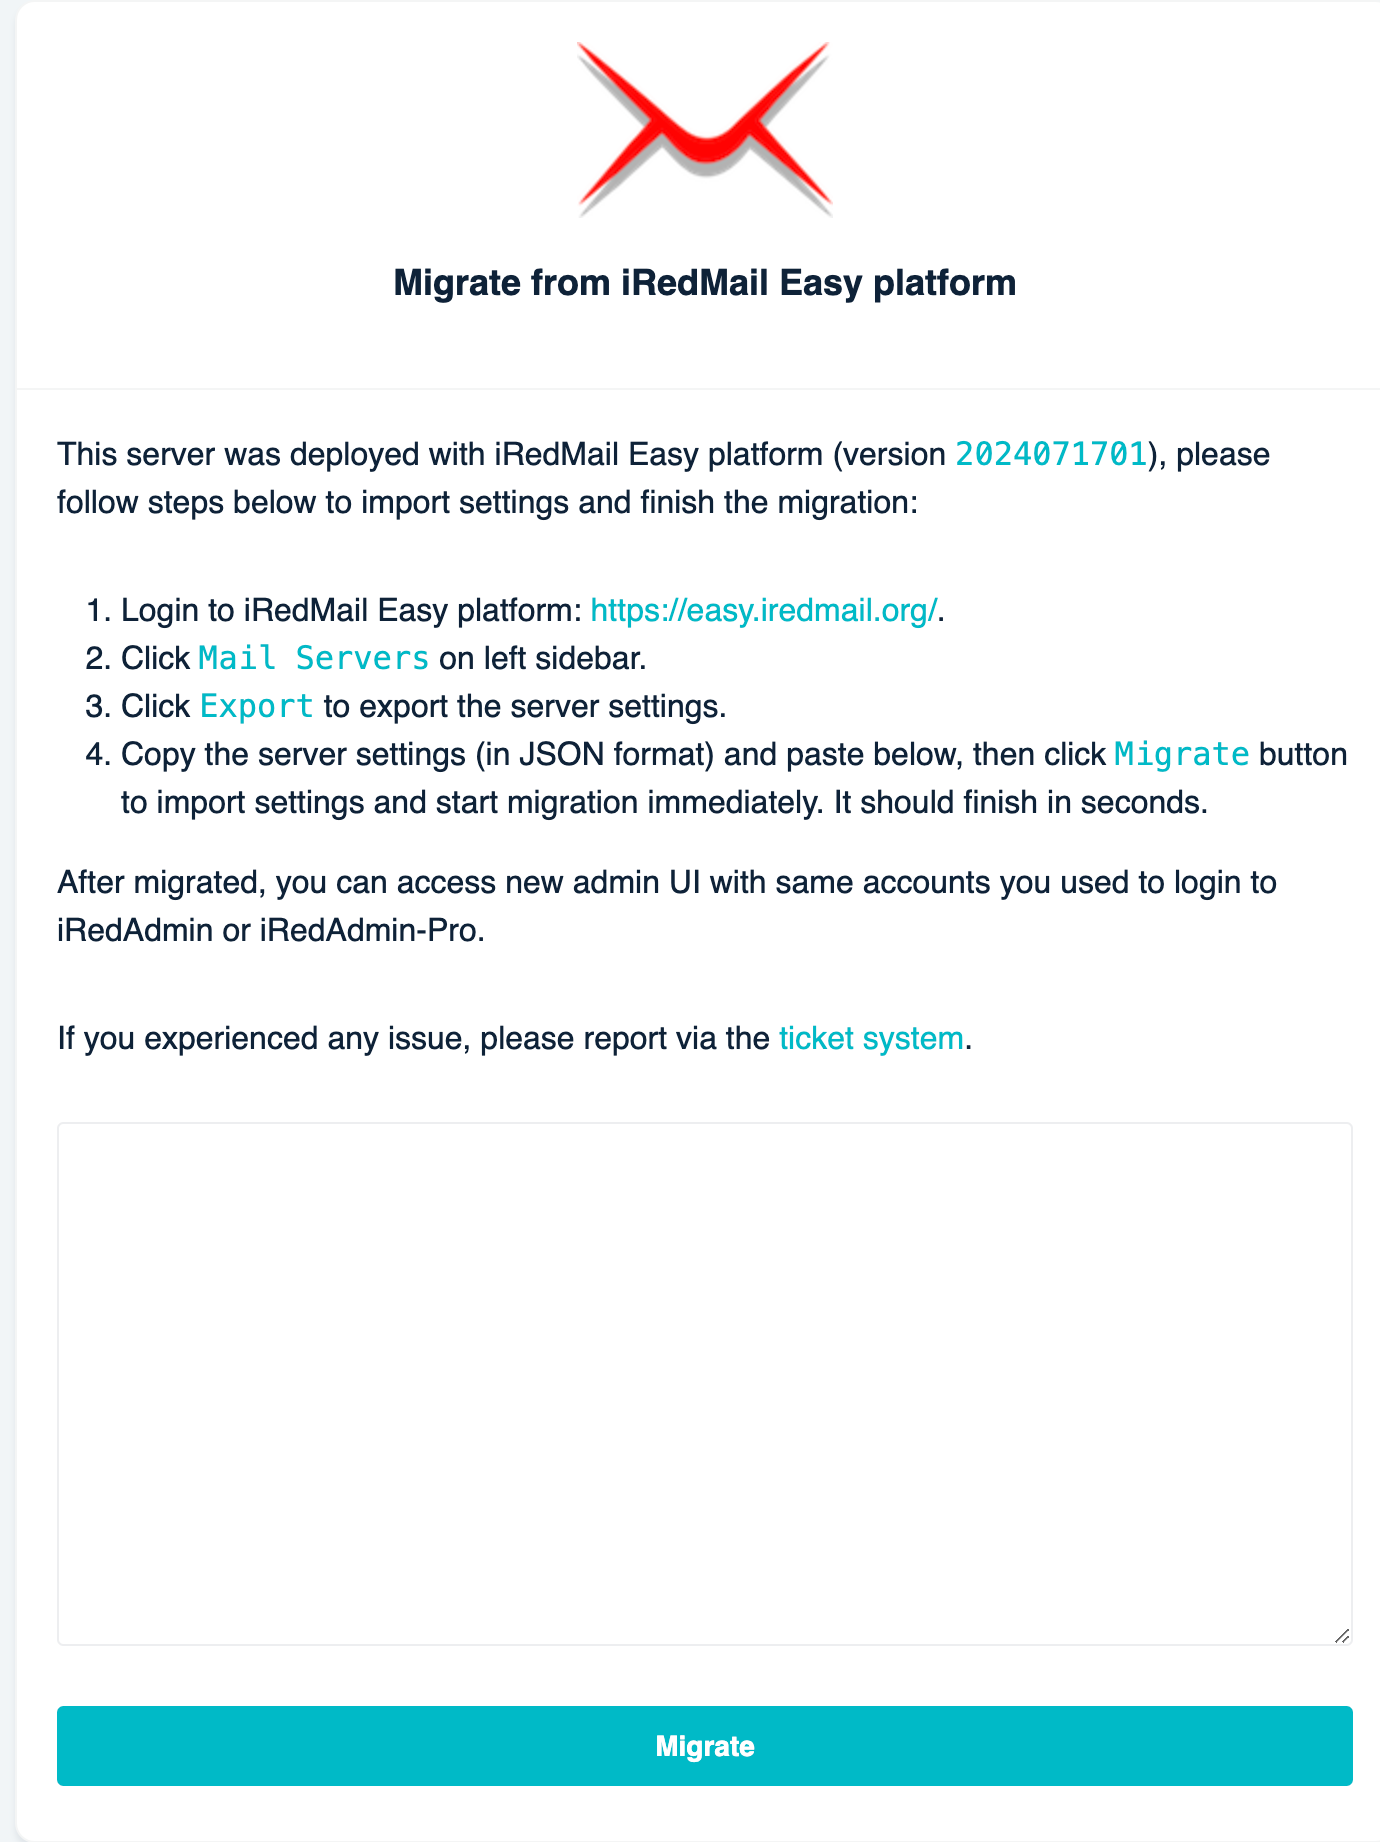 Migrate from iRedMail Easy platform
This server was deployed with iRedMail Easy platform (version 2024071701), please
follow steps below to import settings and finish the migration:
1. Login to iRedMail Easy platform: https://easy.iredmail.org/.
2. Click Mail Servers on left sidebar.
3. Click Export to export the server settings.
4. Copy the server settings (in JSON format) and paste below, then click Migrate button
to import settings and start migration immediately. It should finish in seconds.
After migrated, you can access new admin UI with same accounts you used to login to
iRedAdmin or iRedAdmin-Pro.
If you experienced any issue, please report via the ticket system.
Migrate